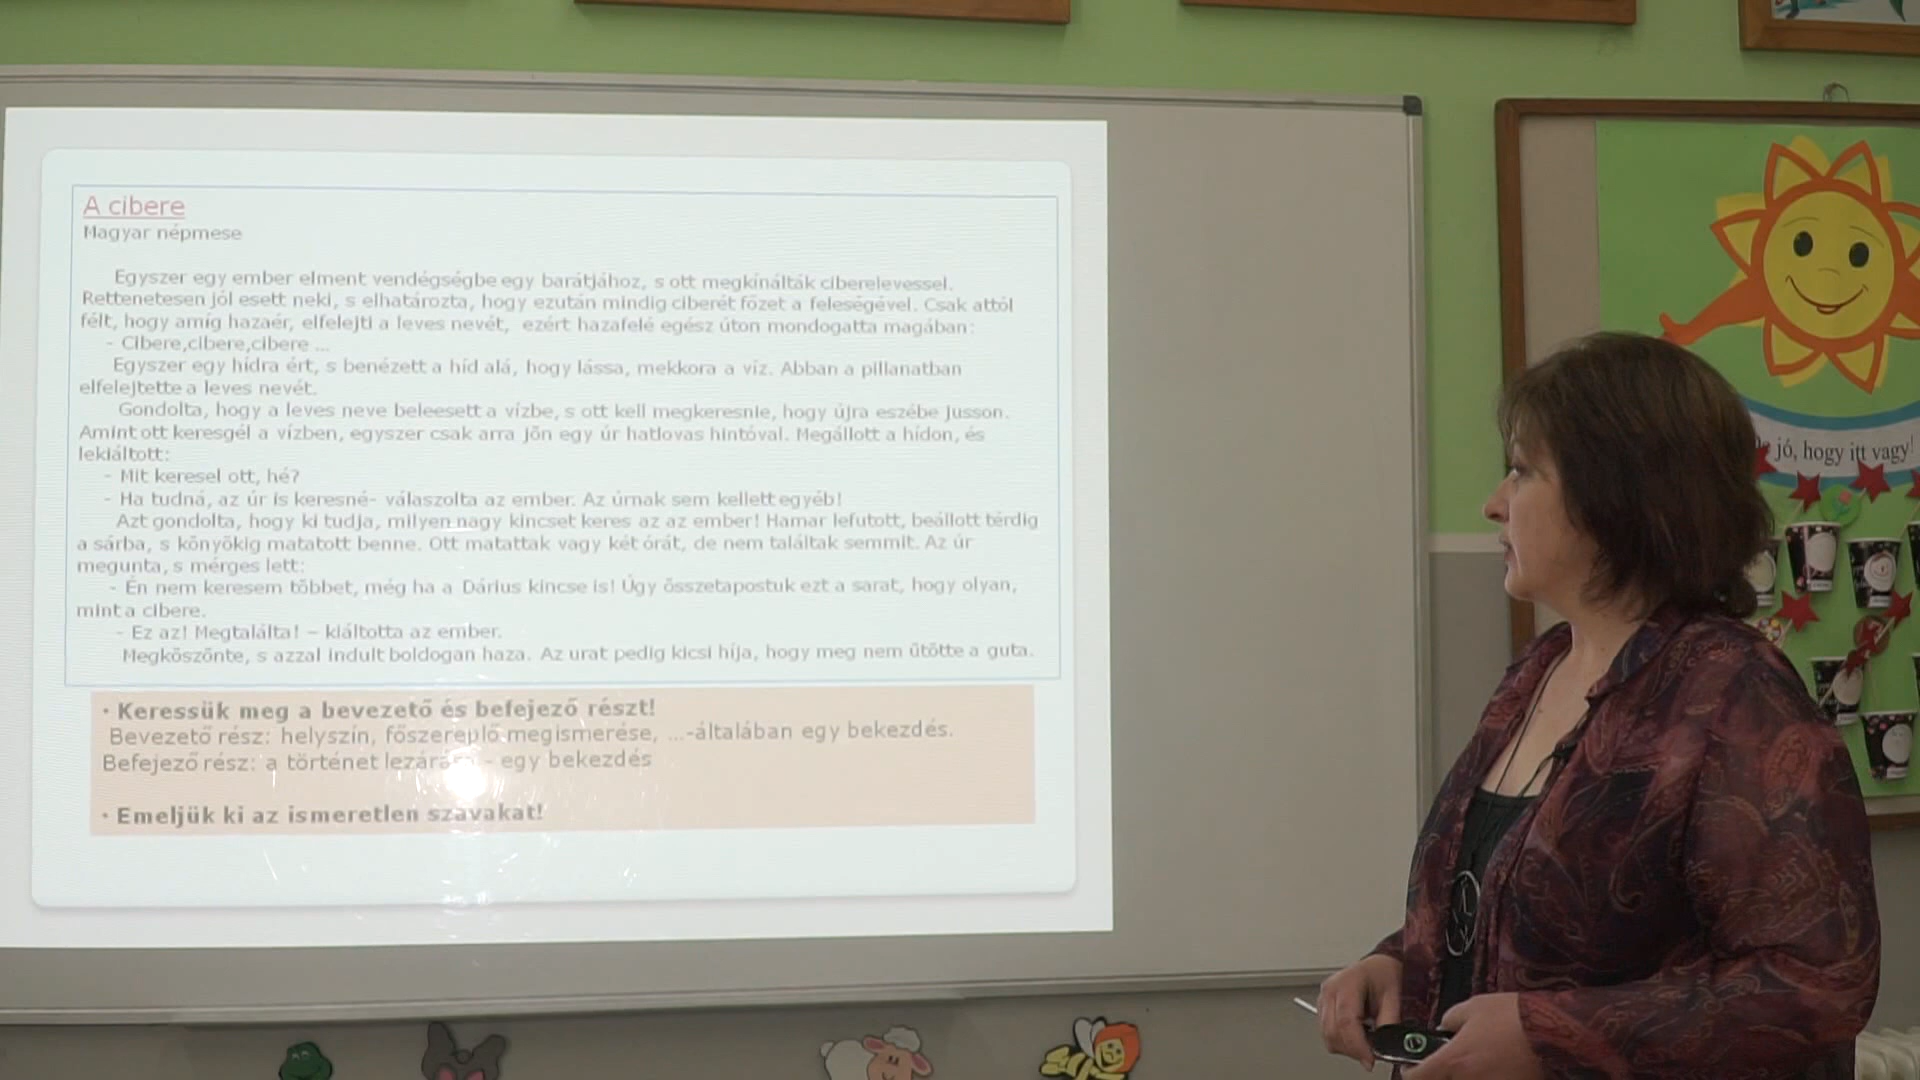 A cibere
Magyar népmese
Egyszer egy ember elment vendégségbe egy barátjához, s ott megkínálták ciberelevessel.
Rettenetesen jól esett neki, s elhatározta, hogy ezután mindig ciberét főzet a feleségével. Csak attól
félt, hogy amíg hazaér, elfelejti a leves nevét, ezért hazafelé egész úton mondogatta magában:
- Cibere,cibere,cibere ...
Egyszer egy hídra ért, s benézett a híd alá, hogy lássa, mekkora a víz. Abban a pillanatban
elfelejtette a leves nevét.
Gondolta, hogy a leves neve beleesett a vízbe, s ott kell megkeresnie, hogy újra eszébe jusson.
Amint ott keresgél a vízben, egyszer csak arra jön egy úr hatlovas hintóval. Megállott a hídon, és
lekiáltott:
- Mit keresel ott, hé?
- Ha tudná, az úr is keresné- válaszolta az ember. Az úrnak sem kellett egyéb!
Azt gondolta, hogy ki tudja, milyen nagy kincset keres az az ember! Hamar lefutott, beállott térdig
a sárba, s könyökig matatott benne. Ott matattak vagy két órát, de nem találtak semmit. Az úr
megunta, s mérges lett:
- Én nem keresem többet, még ha a Dárius kincse is! Úgy összetapostuk ezt a sarat, hogy olyan,
mint a cibere.
- Ez az! Megtalálta! – kiáltotta az ember.
Megköszönte, s azzal indult boldogan haza. Az urat pedig kicsi híja, hogy meg nem ütötte a guta.
• Keressük meg a bevezető és befejező részt!
Bevezető rész: helyszín, főszereplő megismerése, ...-általában egy bekezdés.
Befejező rész: a történet lezárása - egy bekezdés
• Emeljük ki az ismeretlen szavakat!
jó, hogy itt vagy!